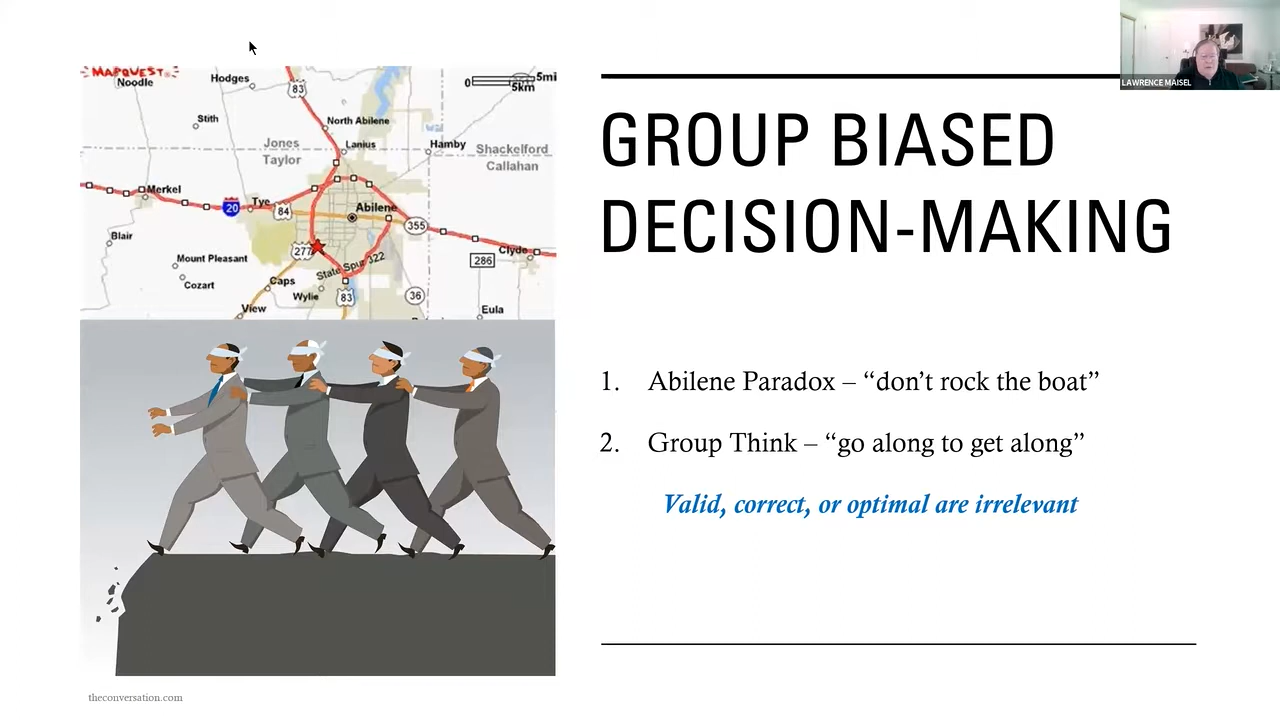 MAPQUEST
Noodle
Hodges
83
0 5mi
5km
Stith
North Abilene
Jones
Taylor
Lanius
Hamby
Shackelford
Callahan
Merkel
20
Tye
84
Abilene
355
Blair
277
Clyde
286
Mount Pleasant
State Spur 322
Cozart
Caps
Wylie
83
36
View
Eula
theconversation.com
LAWRENCE MAISEL
GROUP BIASED
DECISION-MAKING
1. Abilene Paradox – “don’t rock the boat”
2. Group Think – “go along to get along”
Valid, correct, or optimal are irrelevant